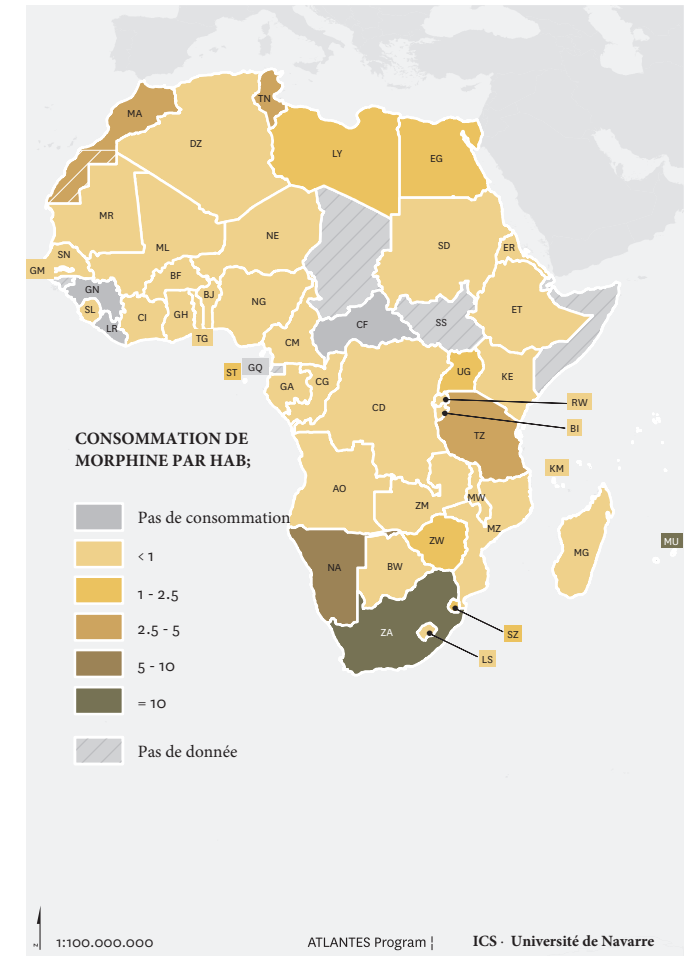 TN
MA
DZ
LY
EG
MR
NE
ML
SD
ER
SN
GM
BF
GN
BJ
NG
ET
SL
GH
CI
CF
SS
LR
TG
CM
GQ
ST
UG
KE
CG
GA
CD
RW
BI
TZ
CONSOMMATION DE
MORPHINE PAR HAB;
KM
AO
MW
ZM
Pas de consommation
MZ
ZW
MU
MG
< 1
NA
BW
1 - 2.5
2.5 - 5
ZA
SZ
LS
5 - 10
= 10
Pas de donnée
N
1:100.000.000
ATLANTES Program ¦
ICS · Université de Navarre